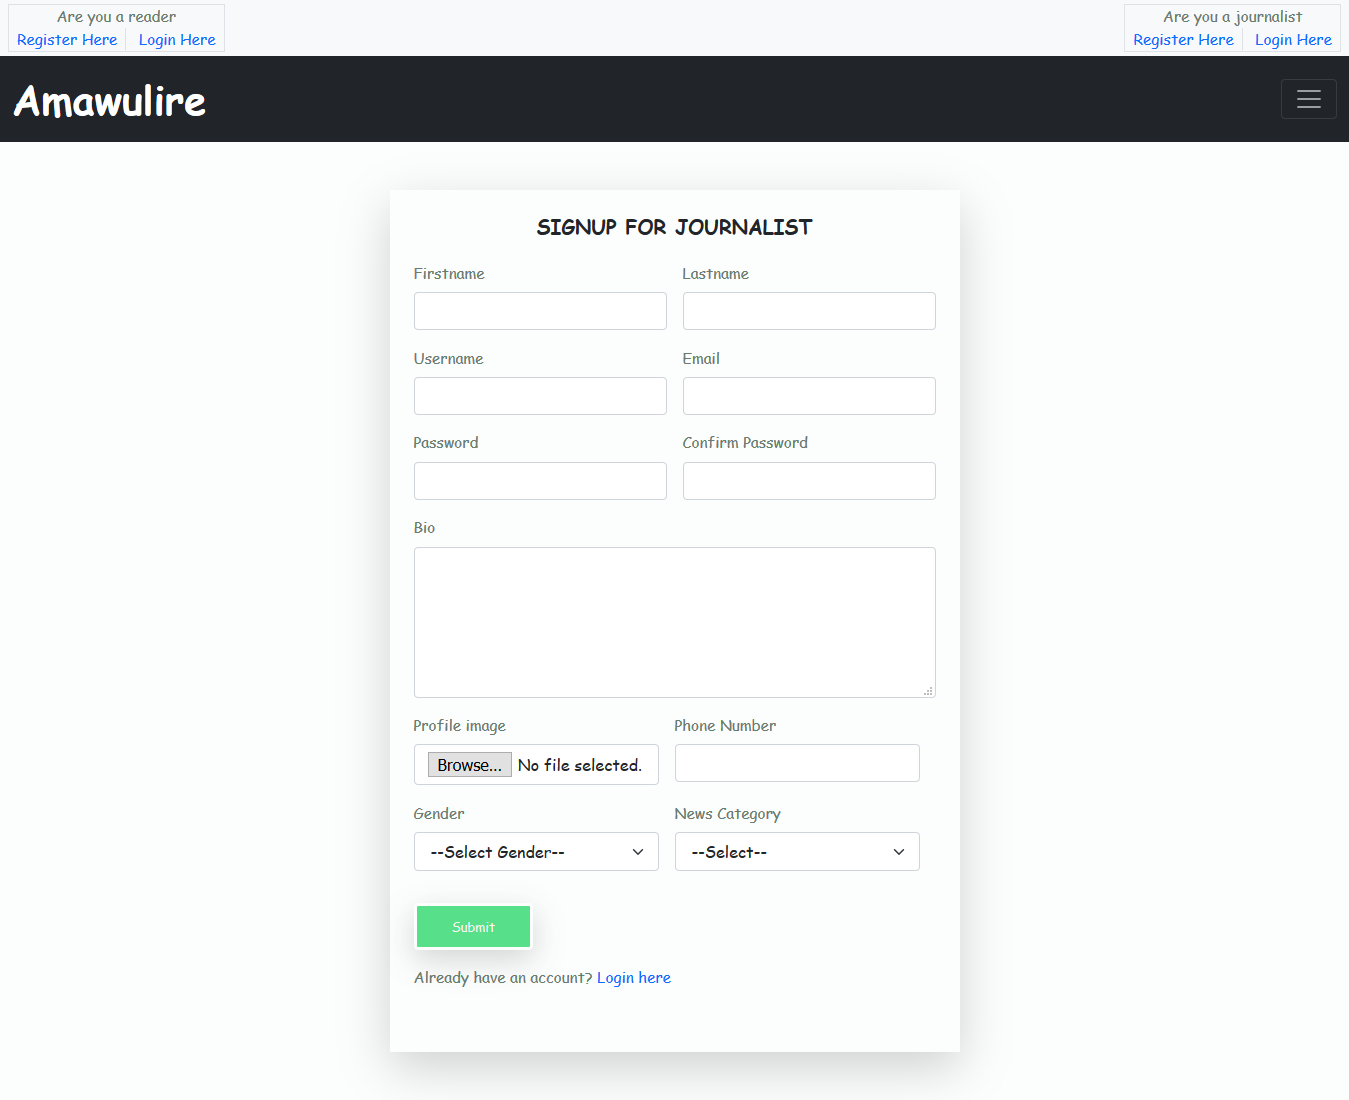 Are you a reader
Register Here Login Here
Are you a journalist
Register Here Login Here
Amawulire
SIGNUP FOR JOURNALIST
Firstname Lastname
Username Email
Password Confirm Password
Bio
Profile image Phone Number
Browse... No file selected.
Gender News Category
--Select Gender-- --Select--
Submit
Already have an account? Login here